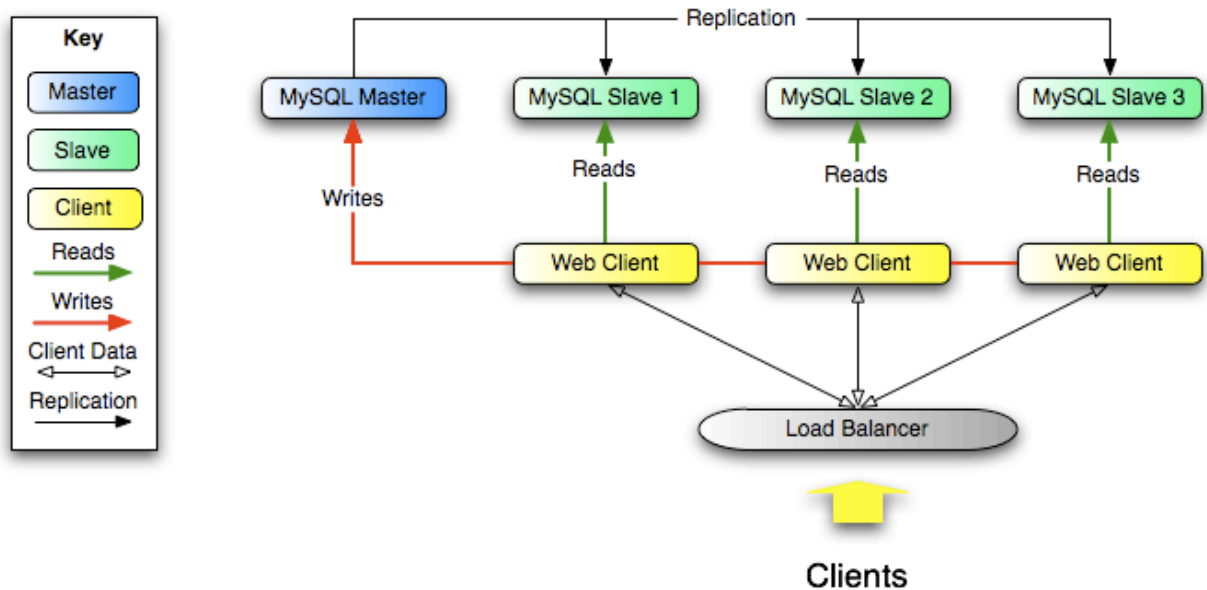 Key
Master
Slave
Client
Reads
Writes
Client Data
Replication
Replication
MySQL Master
MySQL Slave 1
MySQL Slave 2
MySQL Slave 3
Writes
Reads
Reads
Reads
Web Client
Web Client
Web Client
Load Balancer
Clients